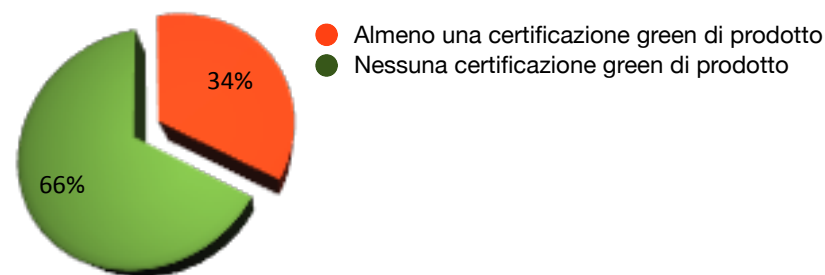 Almeno una certificazione green di prodotto
Nessuna certificazione green di prodotto
34%
66%